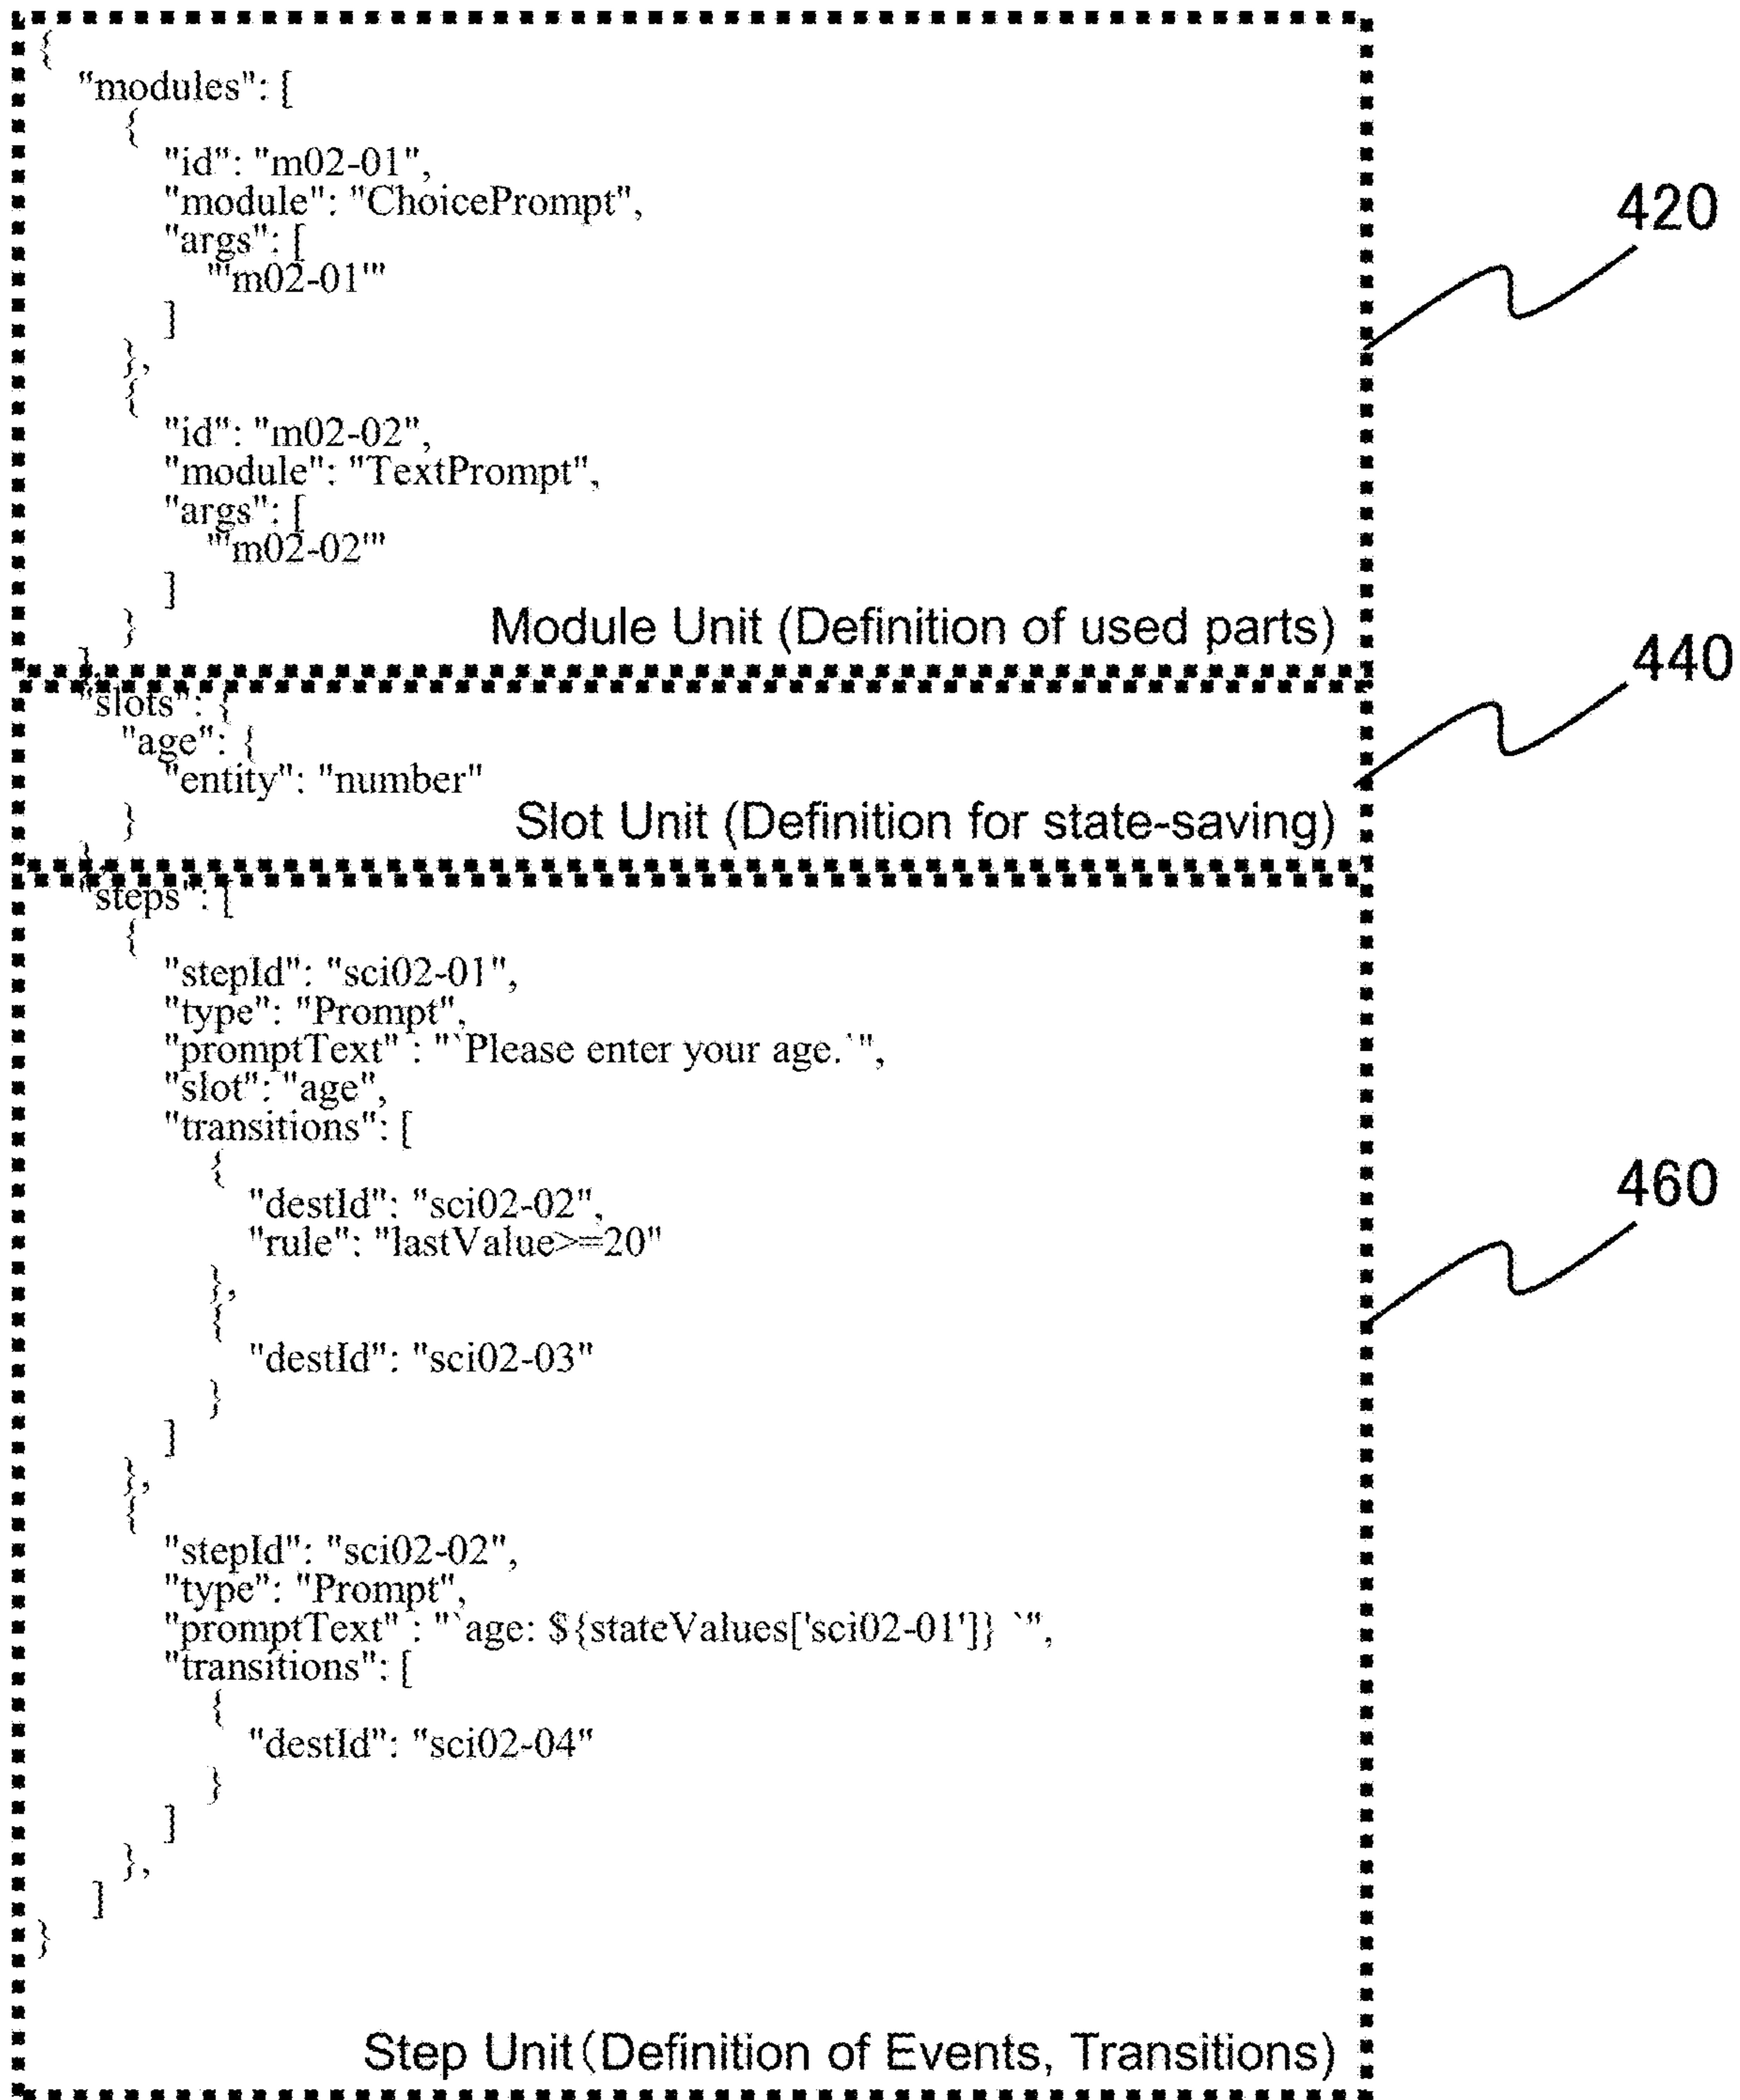 {
"modules": [
{
"id": "m02-01",
"module": "ChoicePrompt",
"args": [
"'m02-01'"
]
},
{
"id": "m02-02",
"module": "TextPrompt",
"args": [
"'m02-02'"
]
}
Module Unit (Definition of used parts)
],
"slots": {
"age": {
"entity": "number"
}
Slot Unit (Definition for state-saving)
},
"steps": [
{
"stepId": "sci02-01",
"type": "Prompt",
"promptText" : "`Please enter your age.`",
"slot": "age",
"transitions": [
{
"destId": "sci02-02",
"rule": "lastValue>=20"
},
{
"destId": "sci02-03"
}
]
},
{
"stepId": "sci02-02",
"type": "Prompt",
"promptText" : "`age: ${stateValues['sci02-01']} `",
"transitions": [
{
"destId": "sci02-04"
}
]
},
]
}
Step Unit(Definition of Events, Transitions)
420
440
460